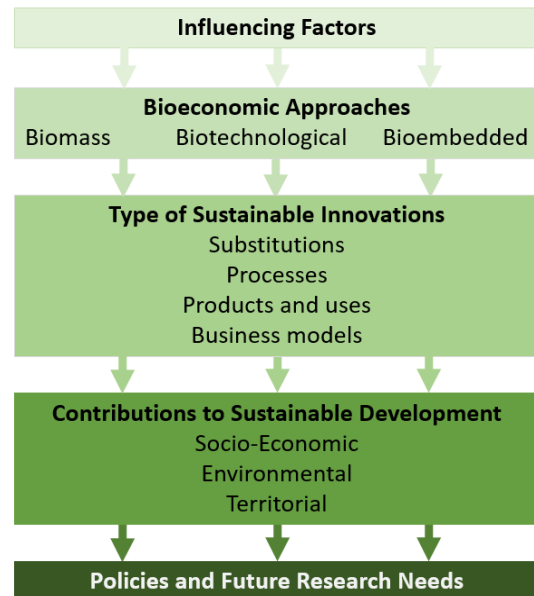 Influencing Factors
Bioeconomic Approaches
Biomass Biotechnological Bioembedded
Type of Sustainable Innovations
Substitutions
Processes
Products and uses
Business models
Contributions to Sustainable Development
Socio-Economic
Environmental
Territorial
Policies and Future Research Needs